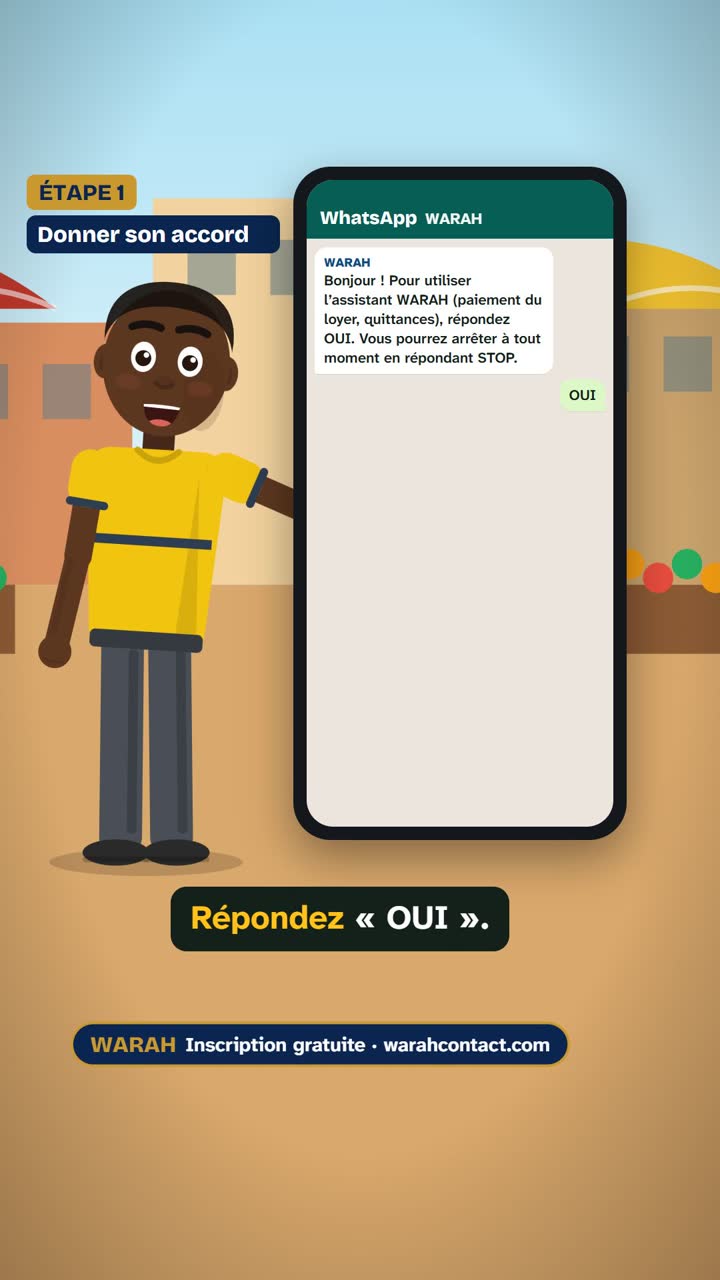 ÉTAPE 1
Donner son accord
WhatsApp WARAH
WARAH
Bonjour ! Pour utiliser
l'assistant WARAH (paiement du
loyer, quittances), répondez
OUI. Vous pourrez arrêter à tout
moment en répondant STOP.
OUI
Répondez « OUI ».
WARAH Inscription gratuite · warahcontact.com